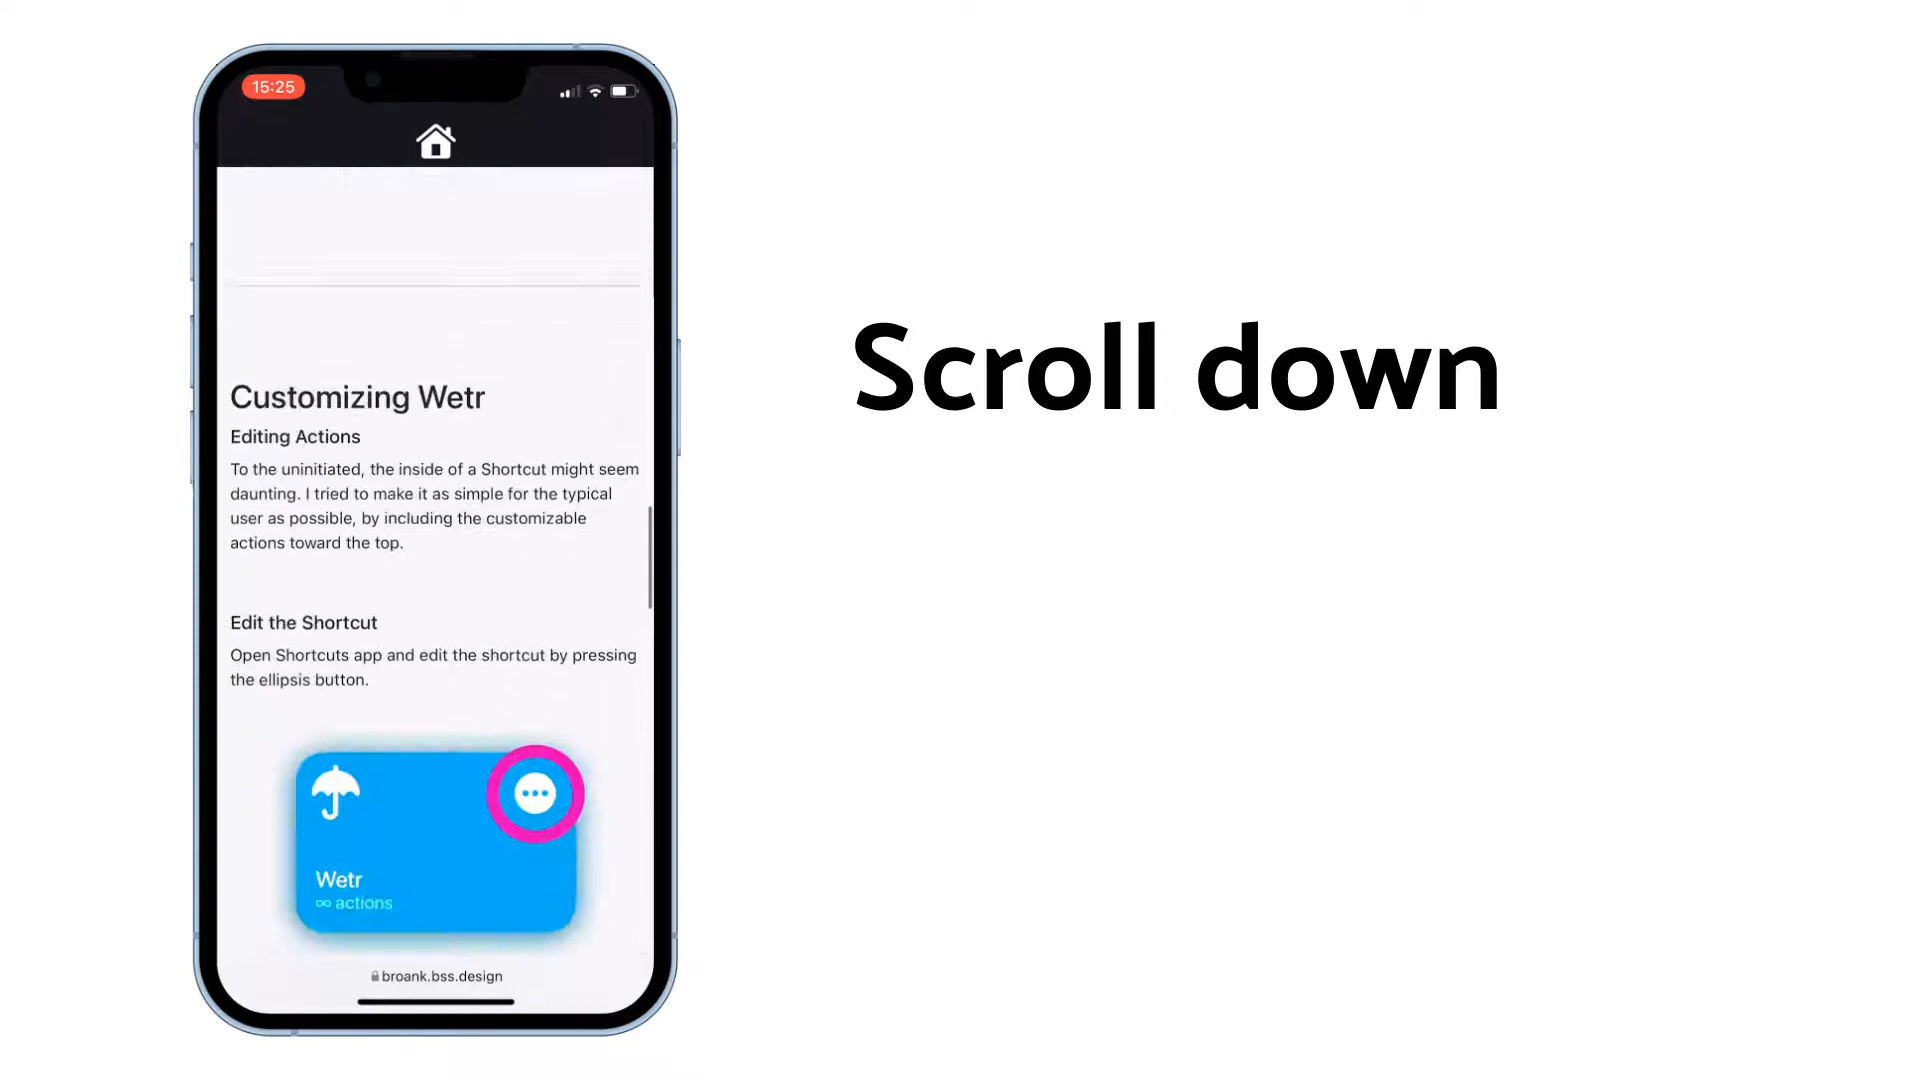 15:25
Scroll down
Customizing Wetr
Editing Actions
To the uninitiated, the inside of a Shortcut might seem
daunting. I tried to make it as simple for the typical
user as possible, by including the customizable
actions toward the top.
Edit the Shortcut
Open Shortcuts app and edit the shortcut by pressing
the ellipsis button.
Wetr
∞ actions
broank.bss.design